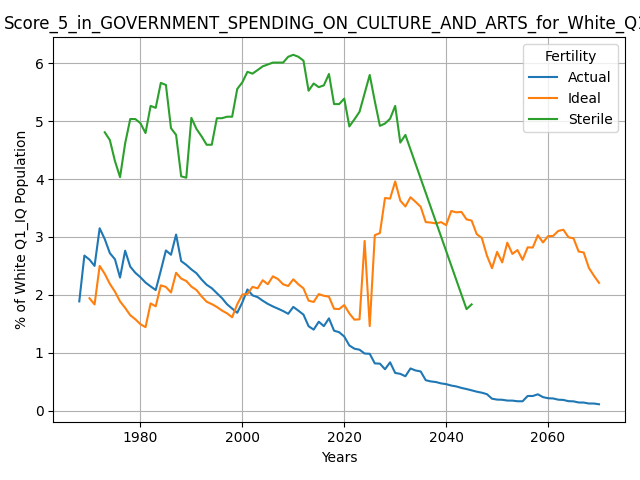 Score_5_in_GOVERNMENT_SPENDING_ON_CULTURE_AND_ARTS_for_White_Q1
Fertility
Actual
Ideal
Sterile
% of White Q1_IQ Population
6
5
4
3
2
1
0
1980 2000 2020 2040 2060
Years